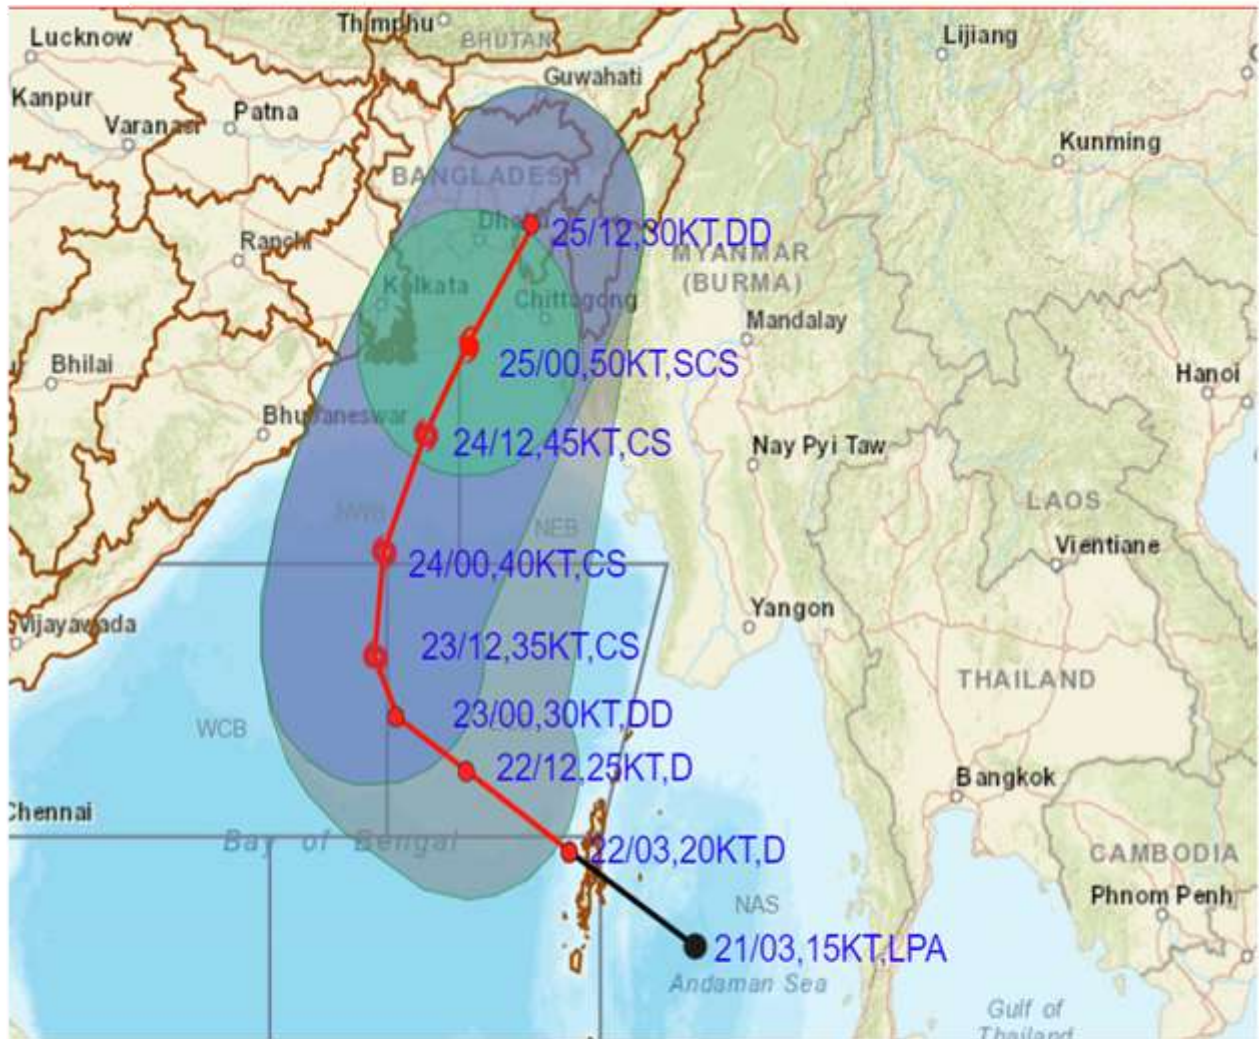 Thimphu
Lucknow
BHUTAN
Lijiang
Guwahati
Kanpur
Patna
Varanasi
Kunming
BANGLADESH
Dhaka
25/12,30KT,DD
Ranchi
MYANMAR
(BURMA)
Kolkata
Chittagong
Mandalay
Bhilai
25/00,50KT,SCS
Hanoi
Bhubaneswar
24/12,45KT,CS
Nay Pyi Taw
LAOS
NWB
NEB
Vientiane
24/00,40KT,CS
Yangon
Vijayawada
23/12,35KT,CS
THAILAND
WCB
23/00,30KT,DD
22/12,25KT,D
Bangkok
Chennai
Bay of Bengal
22/03,20KT,D
CAMBODIA
Phnom Penh
NAS
21/03,15KT,LPA
Andaman Sea
Gulf of
Thailand